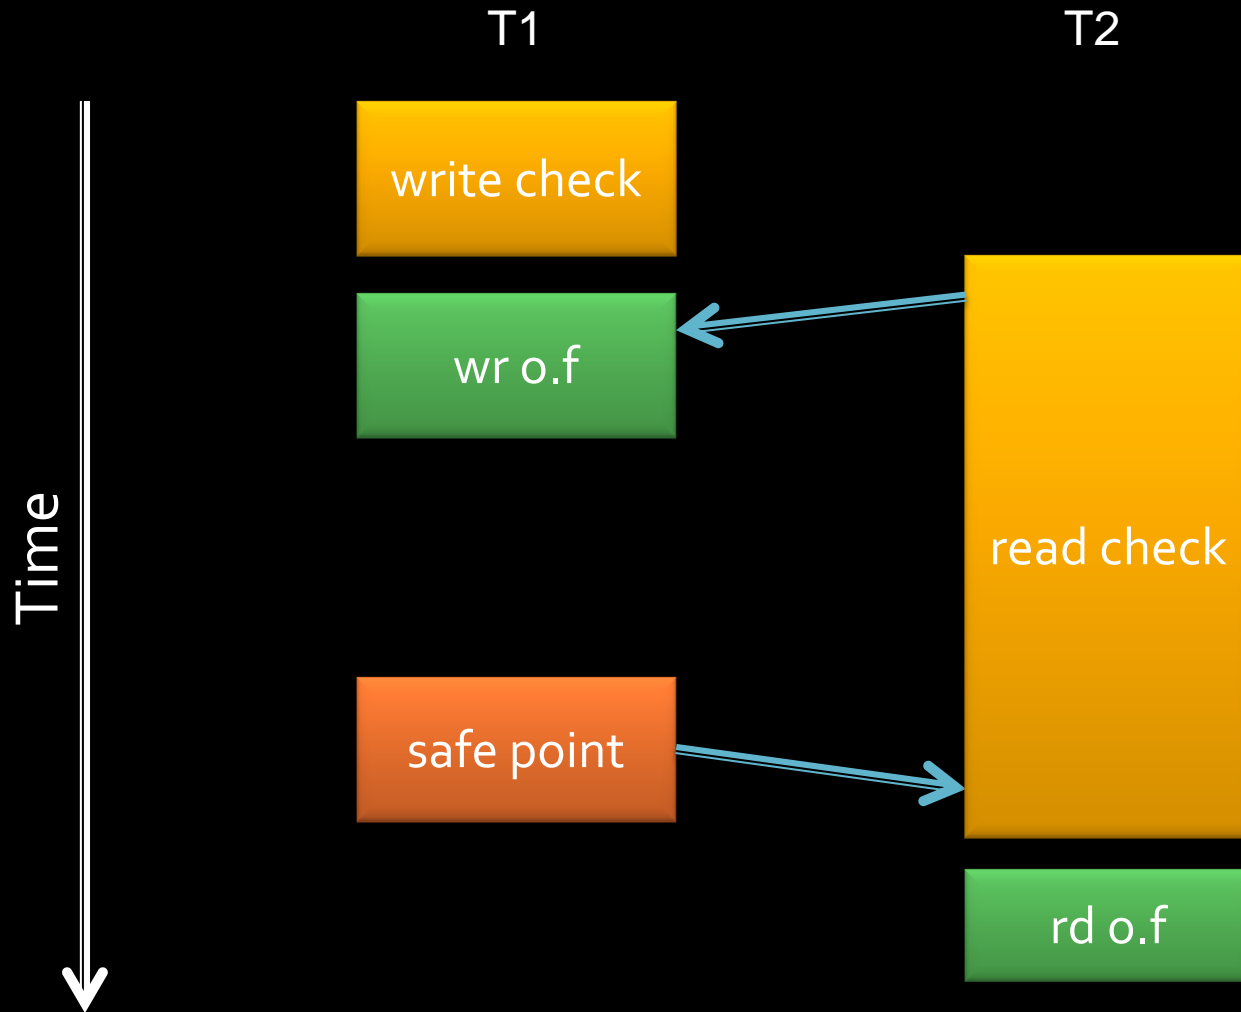 T1
T2
write check
wr o.f
read check
Time
safe point
rd o.f